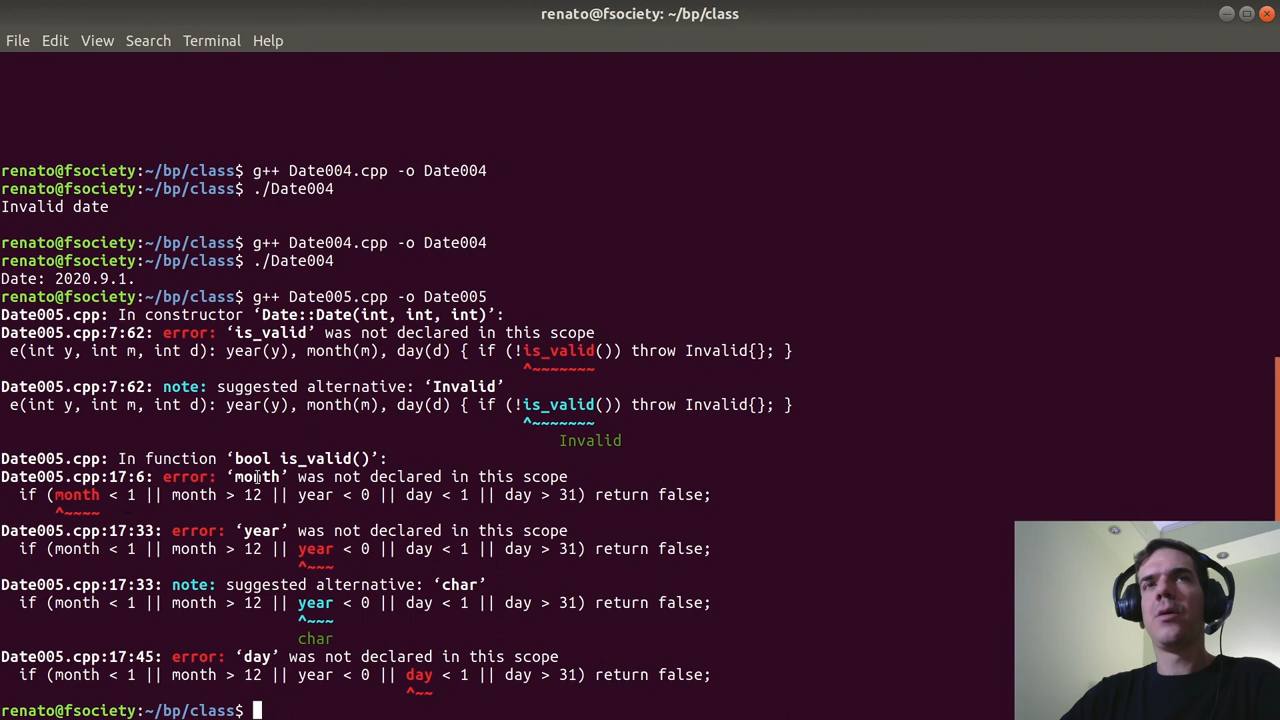 renato@fsociety: ~/bp/class
File Edit View Search Terminal Help
renato@fsociety:~/bp/class$ g++ Date004.cpp -o Date004
renato@fsociety:~/bp/class$ ./Date004
Invalid date
renato@fsociety:~/bp/class$ g++ Date004.cpp -o Date004
renato@fsociety:~/bp/class$ ./Date004
Date: 2020.9.1.
renato@fsociety:~/bp/class$ g++ Date005.cpp -o Date005
Date005.cpp: In constructor ‘Date::Date(int, int, int)’:
Date005.cpp:7:62: error: ‘is_valid’ was not declared in this scope
e(int y, int m, int d): year(y), month(m), day(d) { if (!is_valid()) throw Invalid{}; }
^~~~~~~~
Date005.cpp:7:62: note: suggested alternative: ‘Invalid’
e(int y, int m, int d): year(y), month(m), day(d) { if (!is_valid()) throw Invalid{}; }
^~~~~~~~
Invalid
Date005.cpp: In function ‘bool is_valid()’:
Date005.cpp:17:6: error: ‘month’ was not declared in this scope
if (month < 1 || month > 12 || year < 0 || day < 1 || day > 31) return false;
^~~~~
Date005.cpp:17:33: error: ‘year’ was not declared in this scope
if (month < 1 || month > 12 || year < 0 || day < 1 || day > 31) return false;
^~~~
Date005.cpp:17:33: note: suggested alternative: ‘char’
if (month < 1 || month > 12 || year < 0 || day < 1 || day > 31) return false;
^~~~
char
Date005.cpp:17:45: error: ‘day’ was not declared in this scope
if (month < 1 || month > 12 || year < 0 || day < 1 || day > 31) return false;
^~~
renato@fsociety:~/bp/class$